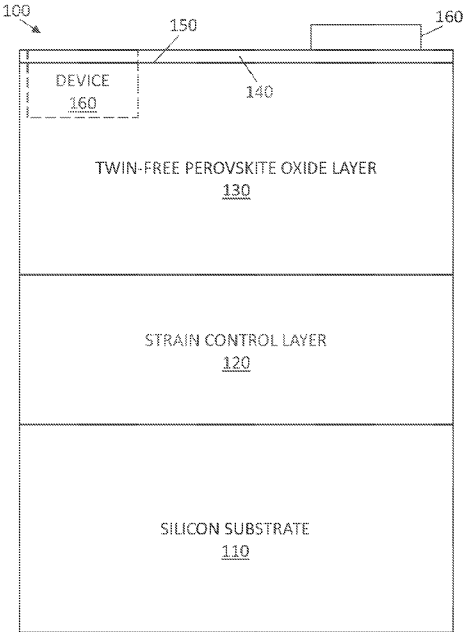 100
160
150
140
DEVICE
160
TWIN-FREE PEROVSKITE OXIDE LAYER
130
STRAIN CONTROL LAYER
120
SILICON SUBSTRATE
110